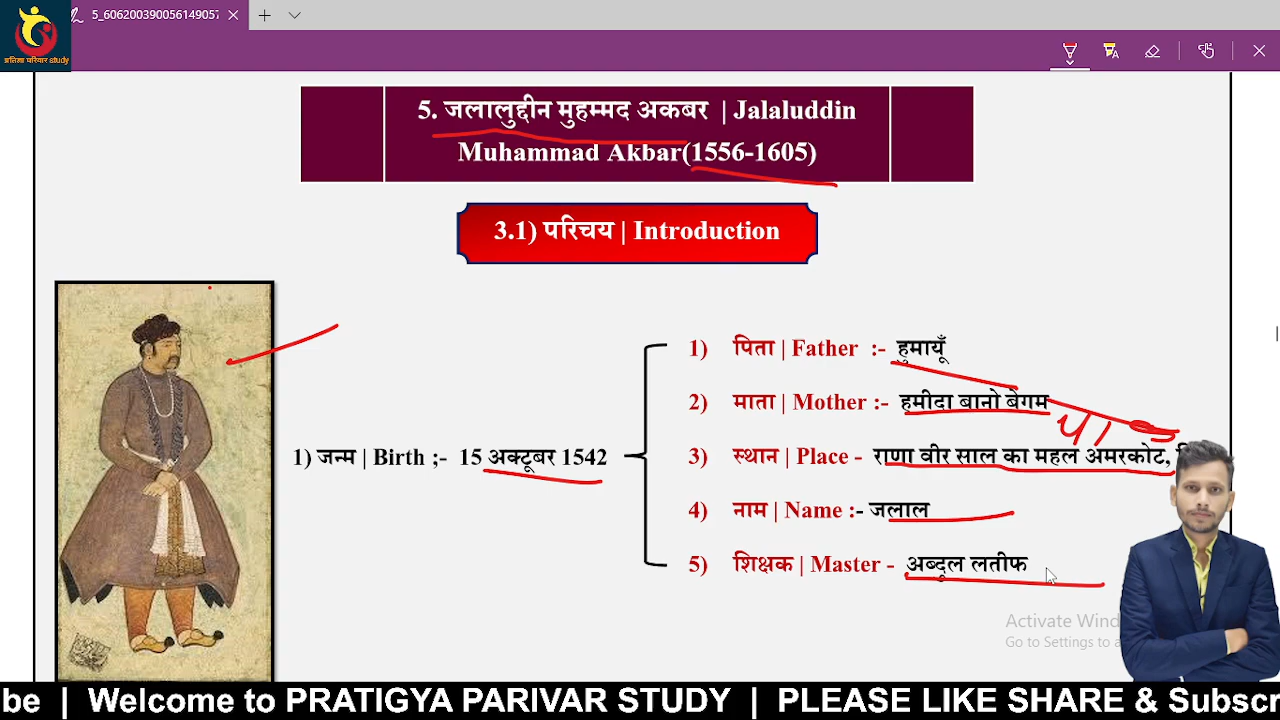 5_606200390056149057
प्रतिज्ञा परिवार study
5. जलालुद्दीन मुहम्मद अकबर | Jalaluddin
Muhammad Akbar(1556-1605)
3.1) परिचय | Introduction
1) पिता | Father :- हुमायूँ
2) माता | Mother :- हमीदा बानो बेगम
1) जन्म | Birth ;- 15 अक्टूबर 1542
3) स्थान | Place - राणा वीर साल का महल अमरकोट,
4) नाम | Name :- जलाल
5) शिक्षक | Master - अब्दुल लतीफ
Activate Wind
Go to Settings to a
be | Welcome to PRATIGYA PARIVAR STUDY | PLEASE LIKE SHARE & Subscr